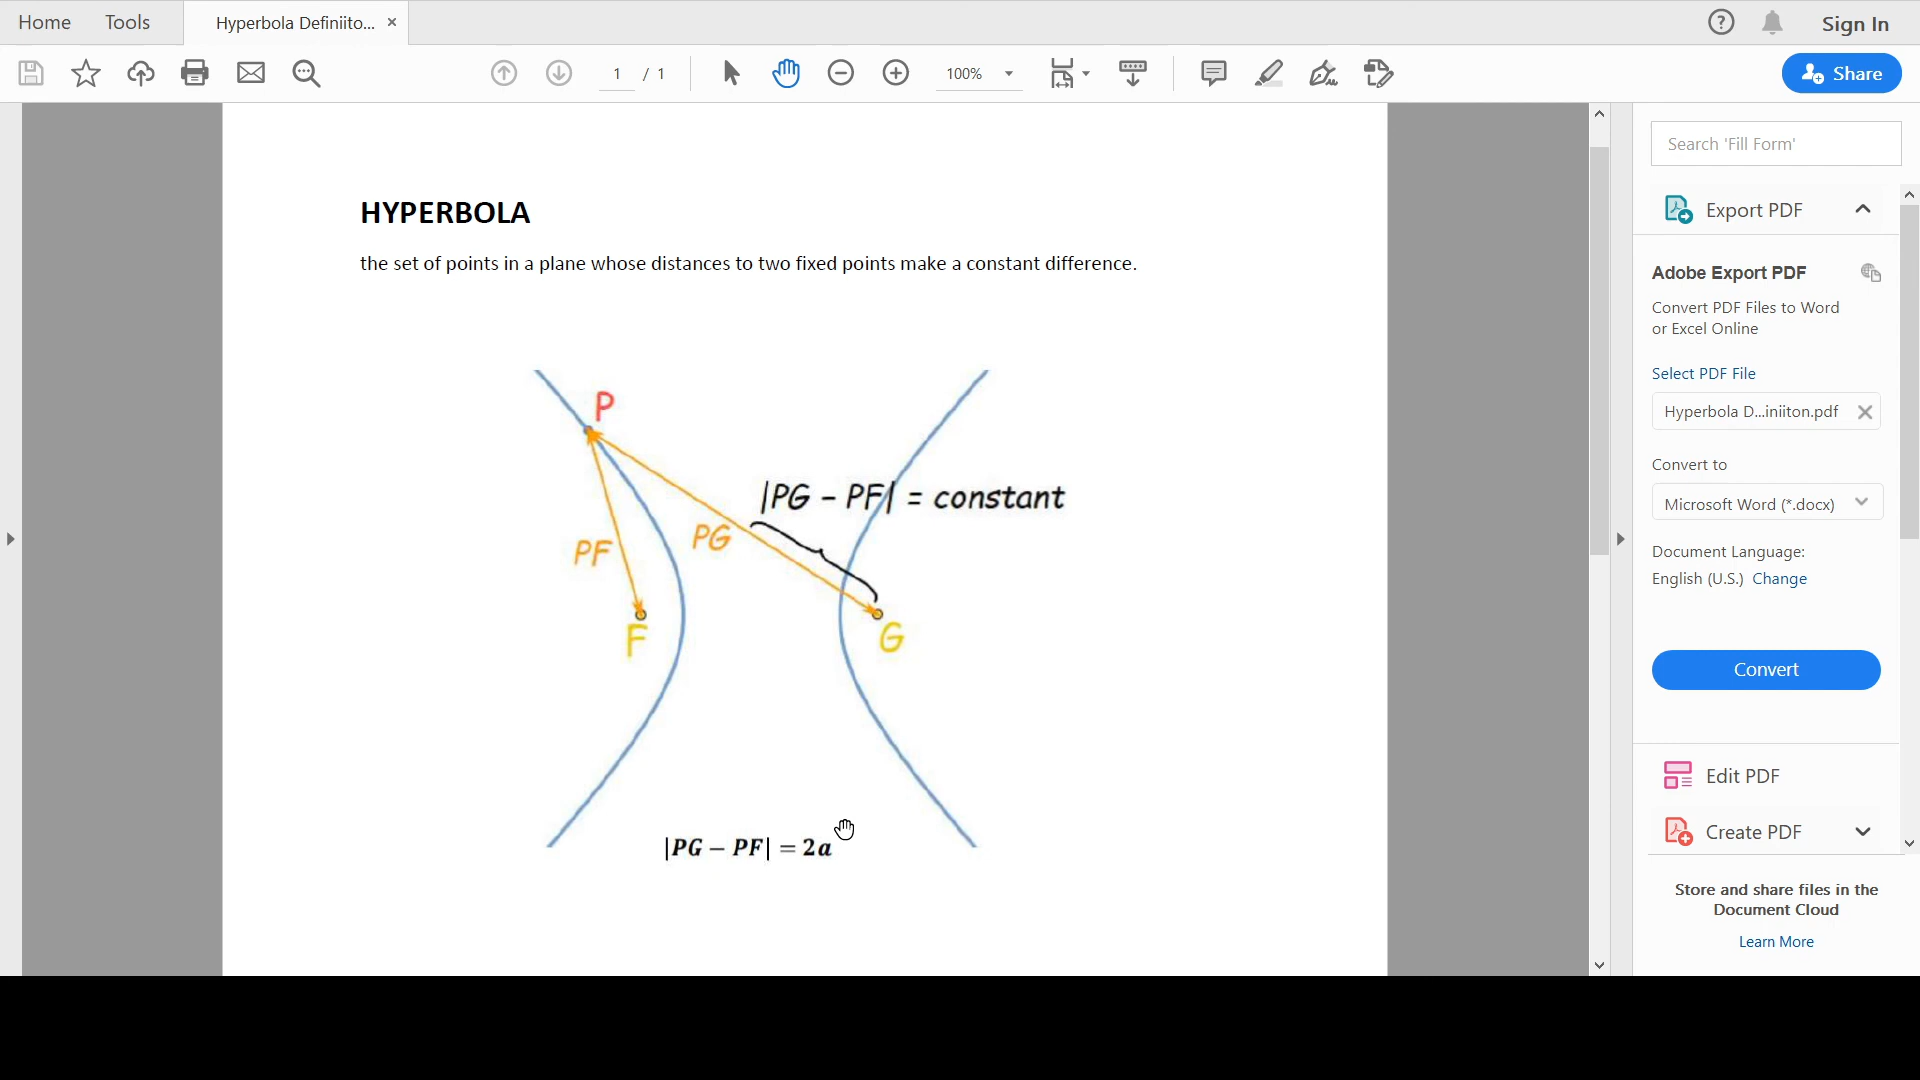 Home Tools Hyperbola Definiito... × Sign In
1 / 1 100% Share
HYPERBOLA
the set of points in a plane whose distances to two fixed points make a constant difference.
P
|PG – PF| = constant
PG
PF
F
G
|PG – PF| = 2a
Search 'Fill Form'
Export PDF
Adobe Export PDF
Convert PDF Files to Word
or Excel Online
Select PDF File
Hyperbola D...iniiton.pdf
Convert to
Microsoft Word (*.docx)
Document Language:
English (U.S.) Change
Convert
Edit PDF
Create PDF
Store and share files in the
Document Cloud
Learn More